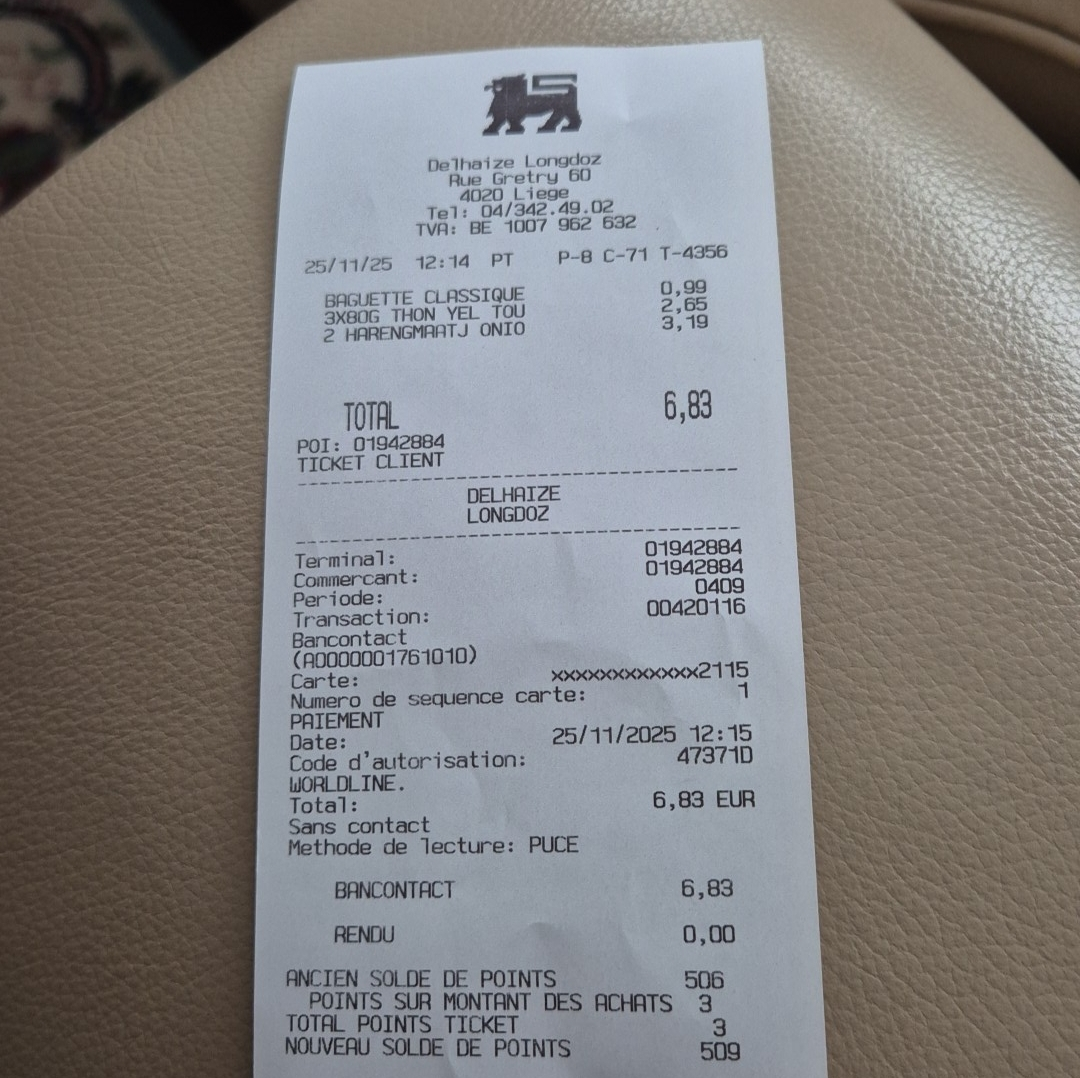 Delhaize Longdoz
Rue Gretry 60
4020 Liege
Tel: 04/342.49.02
TVA: BE 1007 962 632
25/11/25 12:14 PT P-8 C-71 T-4356
BAGUETTE CLASSIQUE 0,99
3X80G THON YEL TOU 2,65
2 HARENGMAATJ ONIO 3,19
TOTAL 6,83
POI: 01942884
TICKET CLIENT
DELHAIZE
LONGDOZ
Terminal: 01942884
Commercant: 01942884
Periode: 0409
Transaction: 00420116
Bancontact
(A0000001761010)
Carte: xxxxxxxxxxxx2115
Numero de sequence carte: 1
PAIEMENT
Date: 25/11/2025 12:15
Code d'autorisation: 47371D
WORLDLINE.
Total: 6,83 EUR
Sans contact
Methode de lecture: PUCE
BANCONTACT 6,83
RENDU 0,00
ANCIEN SOLDE DE POINTS 506
POINTS SUR MONTANT DES ACHATS 3
TOTAL POINTS TICKET 3
NOUVEAU SOLDE DE POINTS 509